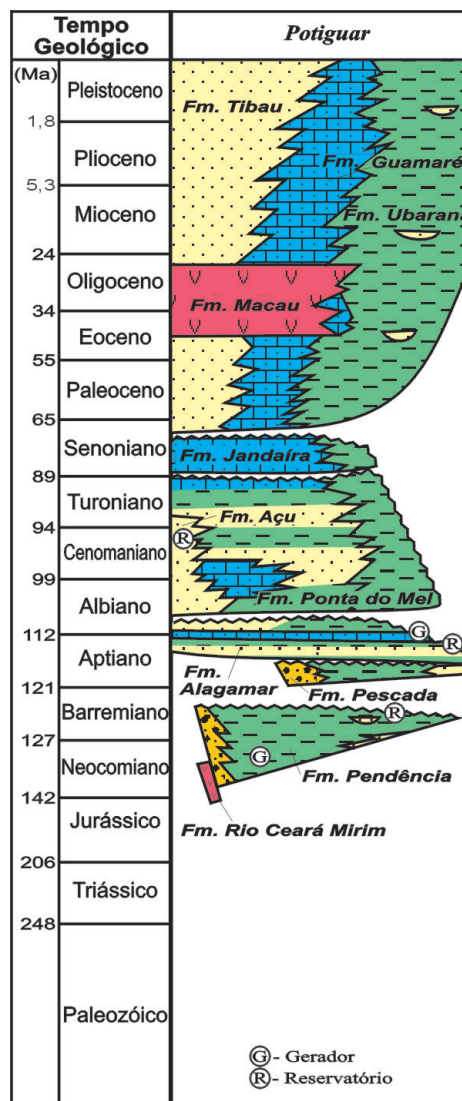 Tempo
Geológico
Potiguar
(Ma)
Pleistoceno
Fm. Tibau
1,8
Plioceno
Fm. Guamaré
5,3
Mioceno
Fm. Ubarana
24
Oligoceno
Fm. Macau
34
Eoceno
55
Paleoceno
65
Senoniano
Fm. Jandaíra
89
Turoniano
Fm. Açu
94
R
Cenomaniano
99
Albiano
Fm. Ponta do Mel
112
G
R
Aptiano
Fm.
Alagamar
Fm. Pescada
121
Barremiano
R
127
Neocomiano
G
Fm. Pendência
142
Jurássico
Fm. Rio Ceará Mirim
206
Triássico
248
Paleozóico
G - Gerador
R - Reservatório